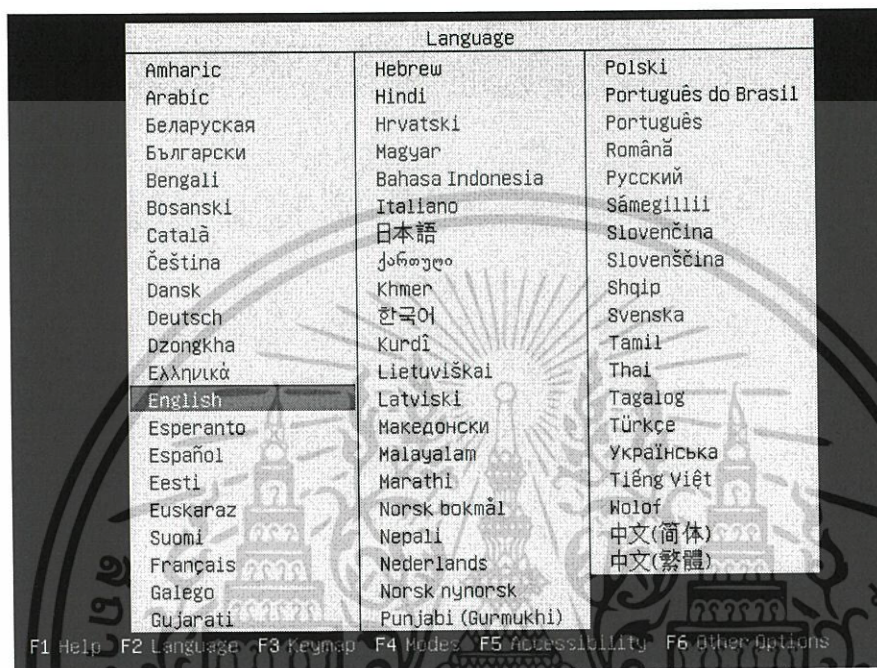 Language
Amharic
Arabic
Беларуская
Български
Bengali
Bosanski
Català
Čeština
Dansk
Deutsch
Dzongkha
Ελληνικά
English
Esperanto
Español
Eesti
Euskaraz
Suomi
Français
Galego
Gujarati
Hebrew
Hindi
Hrvatski
Magyar
Bahasa Indonesia
Italiano
日本語
ქართული
Khmer
한국어
Kurdî
Lietuviškai
Latviski
Македонски
Malayalam
Marathi
Norsk bokmål
Nepali
Nederlands
Norsk nynorsk
Punjabi (Gurmukhi)
Polski
Português do Brasil
Português
Română
Русский
Sámegillii
Slovenčina
Slovenščina
Shqip
Svenska
Tamil
Thai
Tagalog
Türkçe
Українська
Tiếng Việt
Wolof
中文(简体)
中文(繁體)
F1 Help F2 Language F3 Keymap F4 Modes F5 Accessibility F6 Other Options